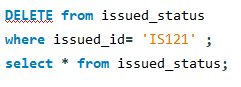 DELETE from issued_status
where issued_id= 'IS121' ;
select * from issued_status;